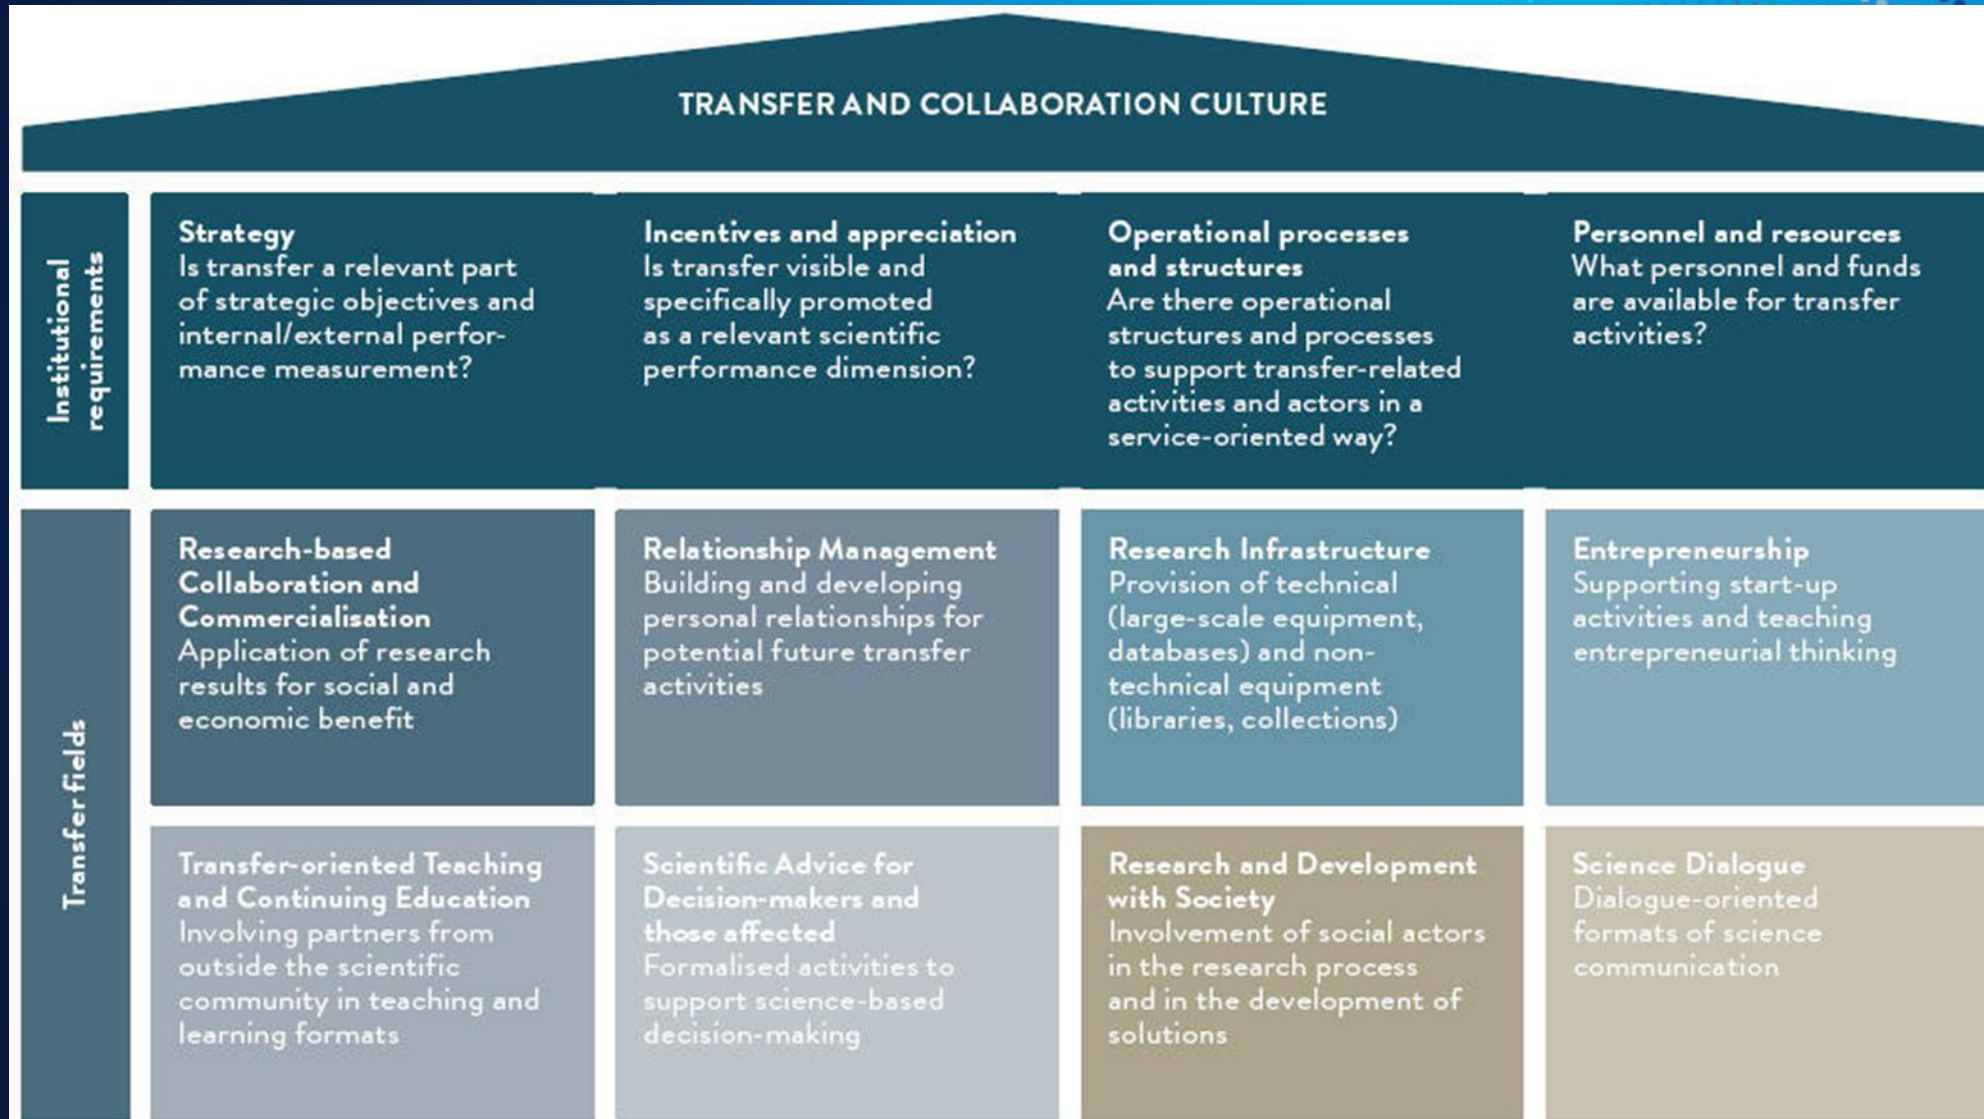 TRANSFER AND COLLABORATION CULTURE
Institutional
requirements
Strategy
Is transfer a relevant part
of strategic objectives and
internal/external perfor-
mance measurement?
Incentives and appreciation
Is transfer visible and
specifically promoted
as a relevant scientific
performance dimension?
Operational processes
and structures
Are there operational
structures and processes
to support transfer-related
activities and actors in a
service-oriented way?
Personnel and resources
What personnel and funds
are available for transfer
activities?
Transfer fields
Research-based
Collaboration and
Commercialisation
Application of research
results for social and
economic benefit
Relationship Management
Building and developing
personal relationships for
potential future transfer
activities
Research Infrastructure
Provision of technical
(large-scale equipment,
databases) and non-
technical equipment
(libraries, collections)
Entrepreneurship
Supporting start-up
activities and teaching
entrepreneurial thinking
Transfer-oriented Teaching
and Continuing Education
Involving partners from
outside the scientific
community in teaching and
learning formats
Scientific Advice for
Decision-makers and
those affected
Formalised activities to
support science-based
decision-making
Research and Development
with Society
Involvement of social actors
in the research process
and in the development of
solutions
Science Dialogue
Dialogue-oriented
formats of science
communication